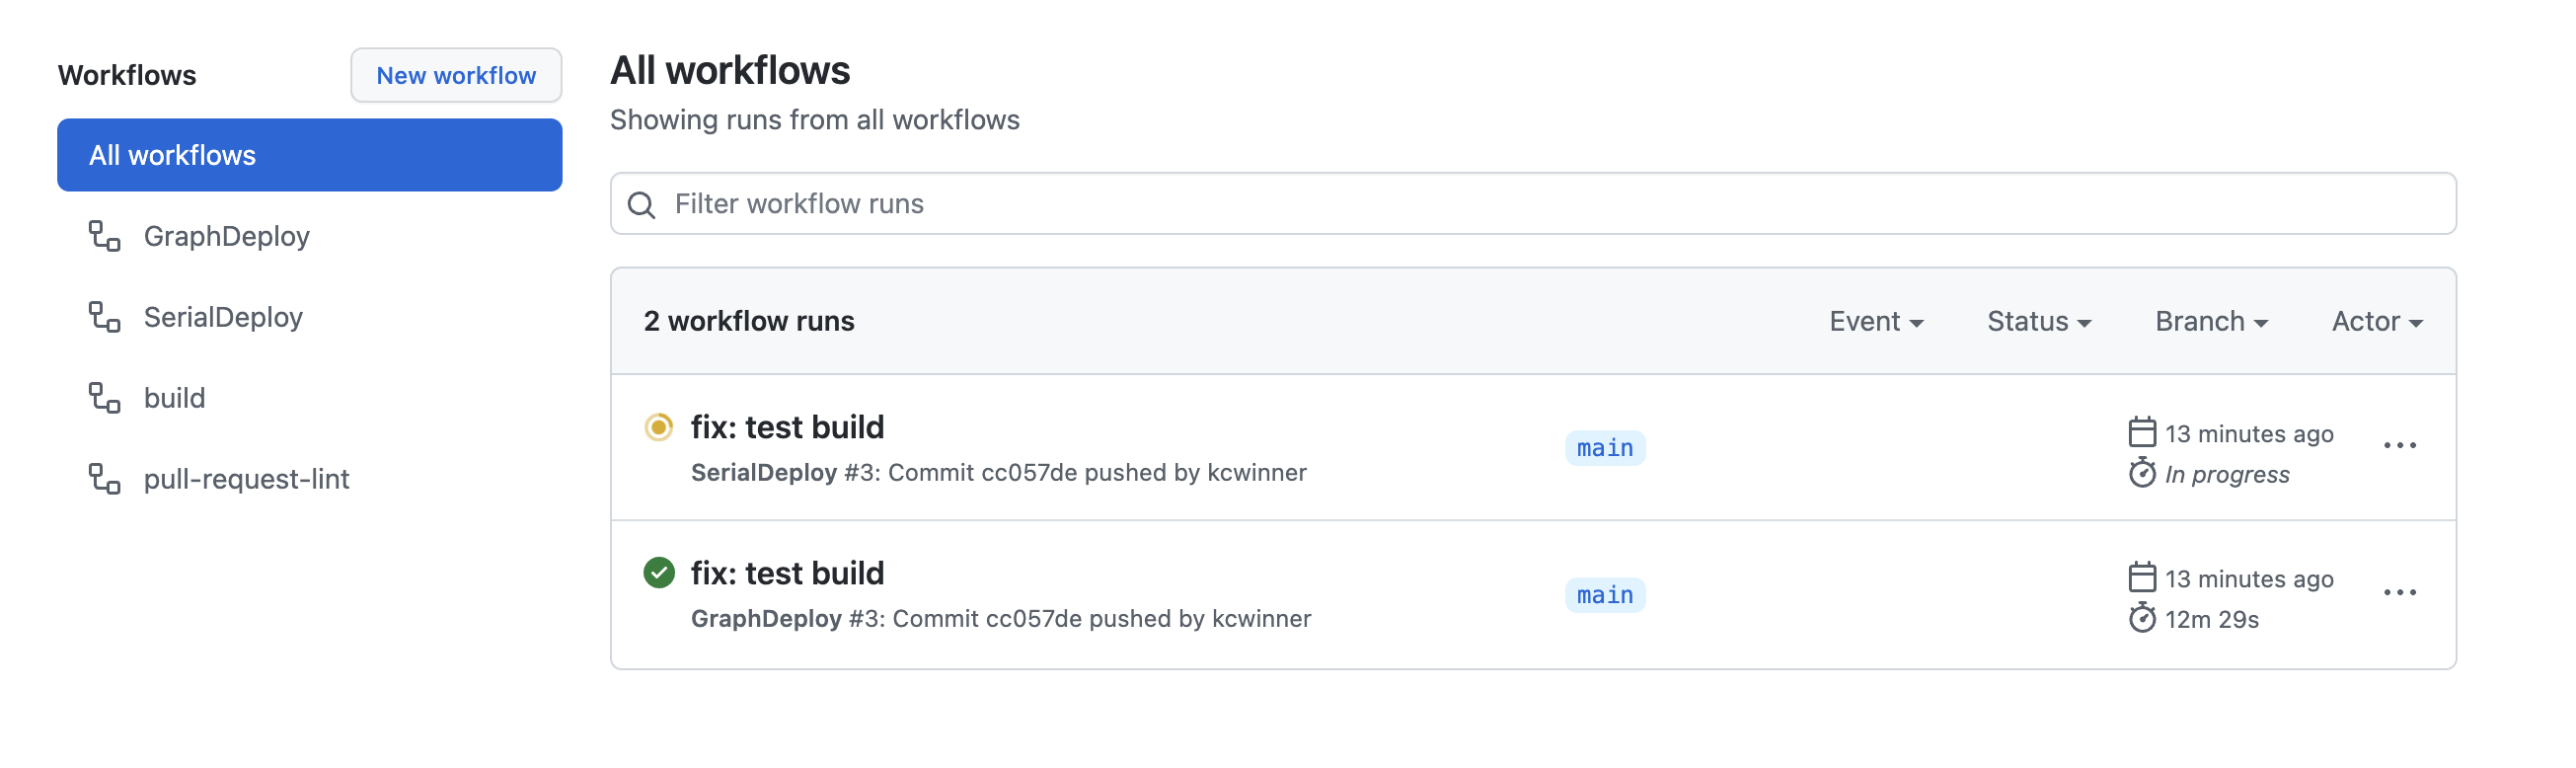 Workflows
New workflow
All workflows
GraphDeploy
SerialDeploy
build
pull-request-lint
All workflows
Showing runs from all workflows
Filter workflow runs
2 workflow runs
Event
Status
Branch
Actor
fix: test build
SerialDeploy #3: Commit cc057de pushed by kcwinner
main
13 minutes ago
In progress
fix: test build
GraphDeploy #3: Commit cc057de pushed by kcwinner
main
13 minutes ago
12m 29s